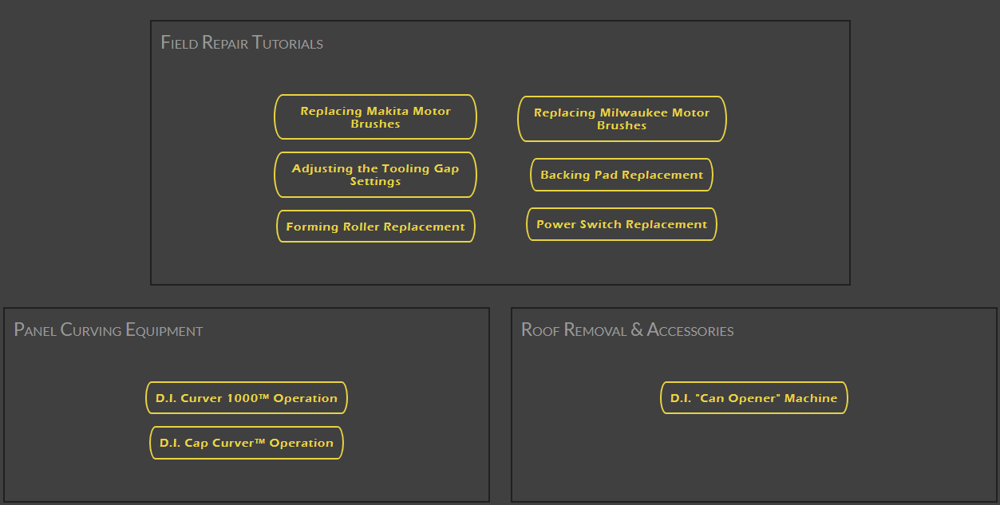 Field Repair Tutorials
Replacing Makita Motor
Brushes
Replacing Milwaukee Motor
Brushes
Adjusting the Tooling Gap
Settings
Backing Pad Replacement
Forming Roller Replacement
Power Switch Replacement
Panel Curving Equipment
D.I. Curver 1000™ Operation
D.I. Cap Curver™ Operation
Roof Removal & Accessories
D.I. "Can Opener" Machine